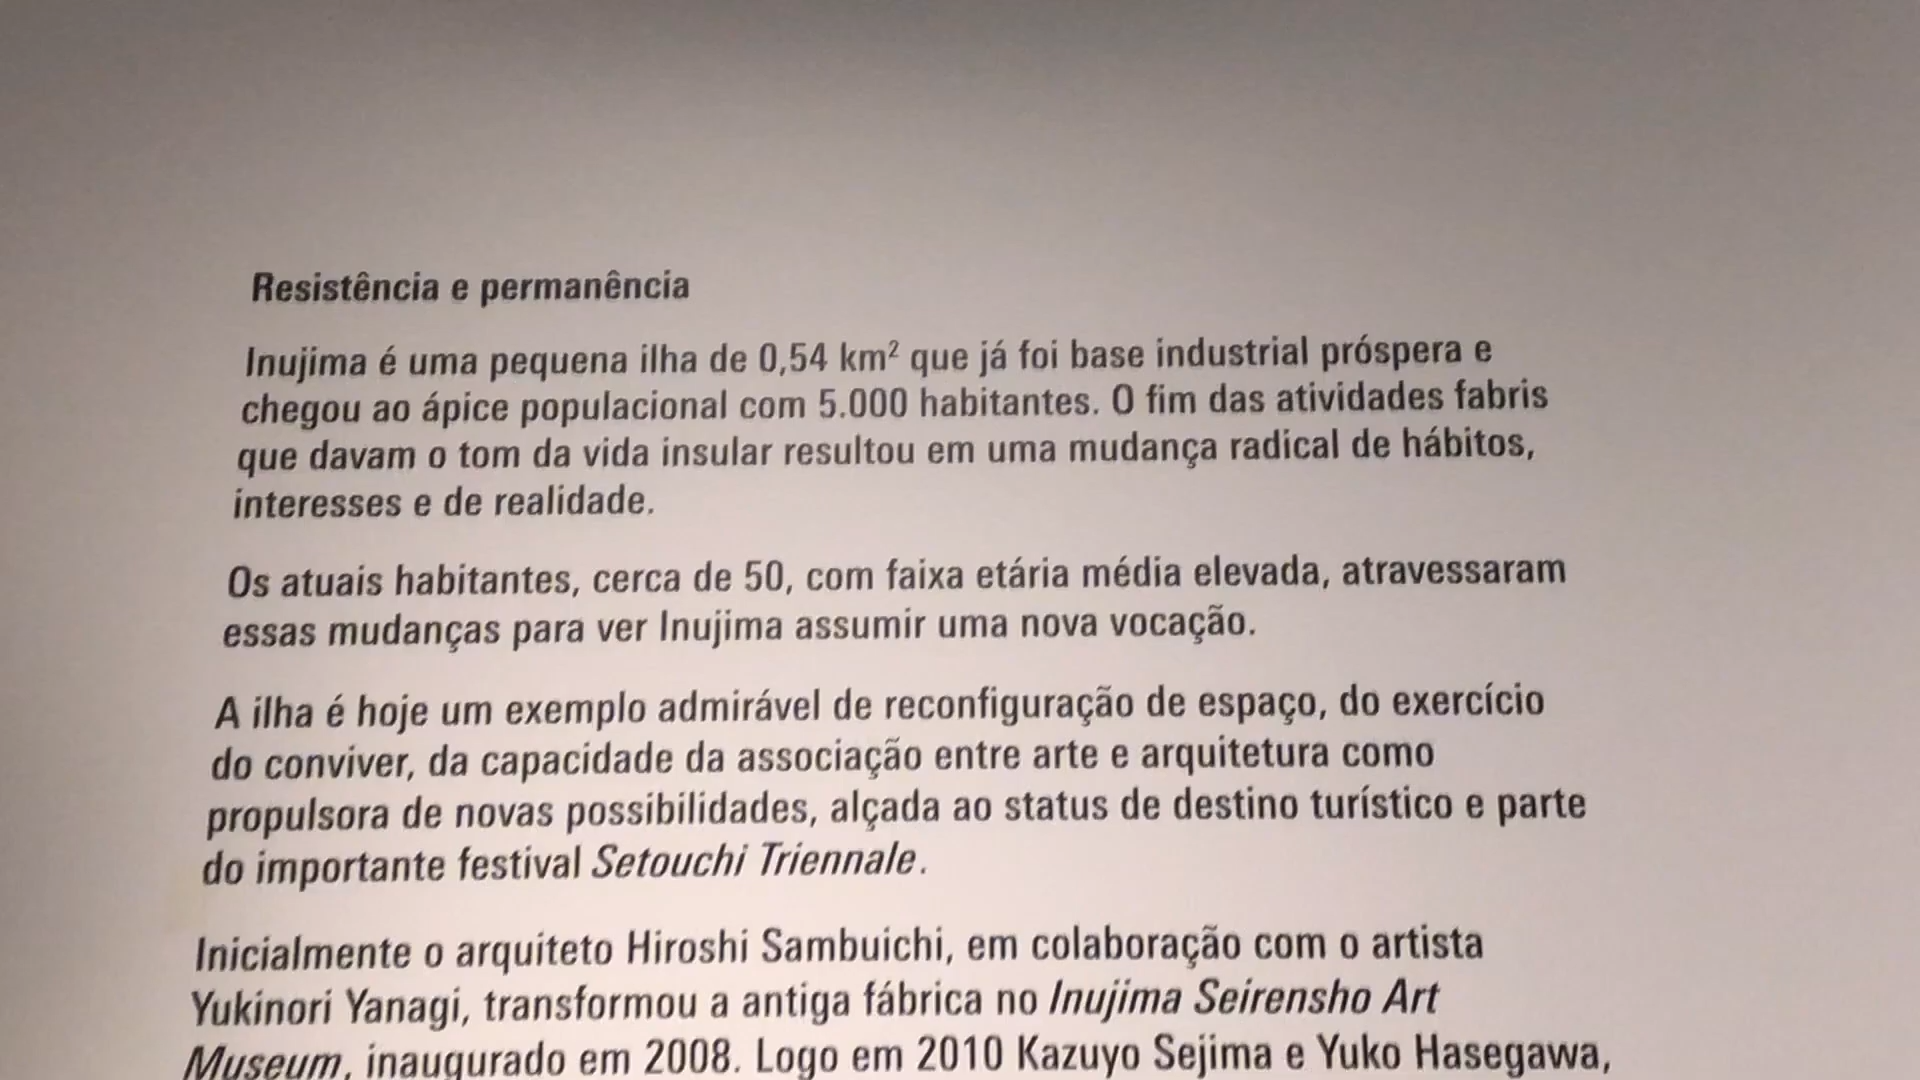 Resistência e permanência
Inujima é uma pequena ilha de 0,54 km² que já foi base industrial próspera e
chegou ao ápice populacional com 5.000 habitantes. O fim das atividades fabris
que davam o tom da vida insular resultou em uma mudança radical de hábitos,
interesses e de realidade.
Os atuais habitantes, cerca de 50, com faixa etária média elevada, atravessaram
essas mudanças para ver Inujima assumir uma nova vocação.
A ilha é hoje um exemplo admirável de reconfiguração de espaço, do exercício
do conviver, da capacidade da associação entre arte e arquitetura como
propulsora de novas possibilidades, alçada ao status de destino turístico e parte
do importante festival Setouchi Triennale.
Inicialmente o arquiteto Hiroshi Sambuichi, em colaboração com o artista
Yukinori Yanagi, transformou a antiga fábrica no Inujima Seirensho Art
Museum, inaugurado em 2008. Logo em 2010 Kazuyo Sejima e Yuko Hasegawa,